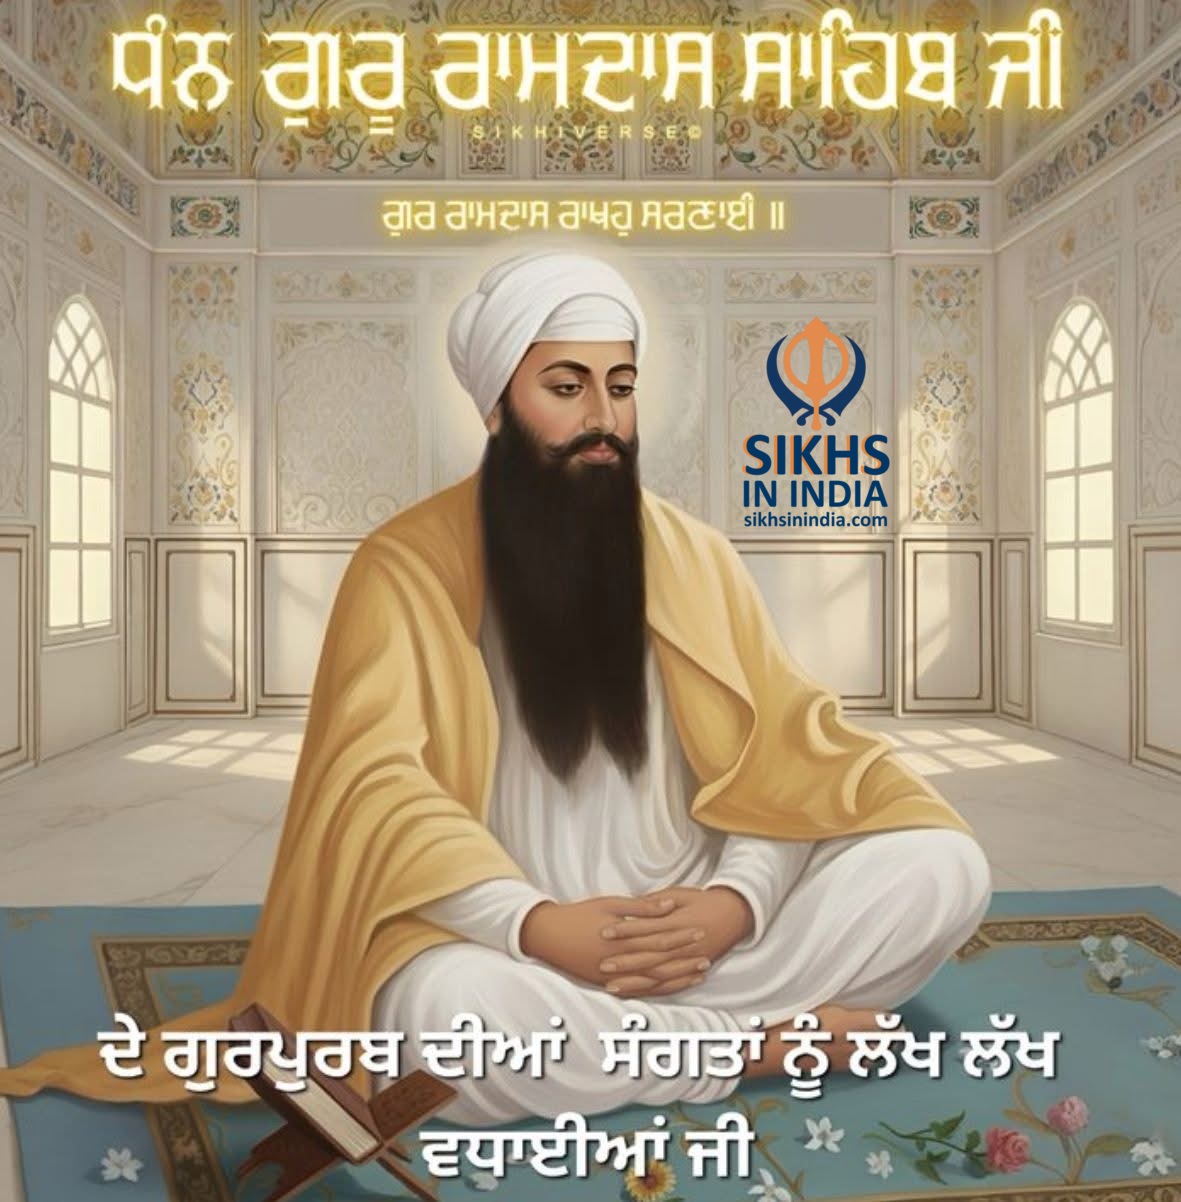 ਧੰਨ ਗੁਰੂ ਰਾਮਦਾਸ ਸਾਹਿਬ ਜੀ
SIKHIVERSE©
ਗੁਰ ਰਾਮਦਾਸ ਰਾਖਹੁ ਸਰਣਾਈ ॥
SIKHS
IN INDIA
sikhsinindia.com
ਦੇ ਗੁਰਪੁਰਬ ਦੀਆਂ ਸੰਗਤਾਂ ਨੂੰ ਲੱਖ ਲੱਖ
ਵਧਾਈਆਂ ਜੀ